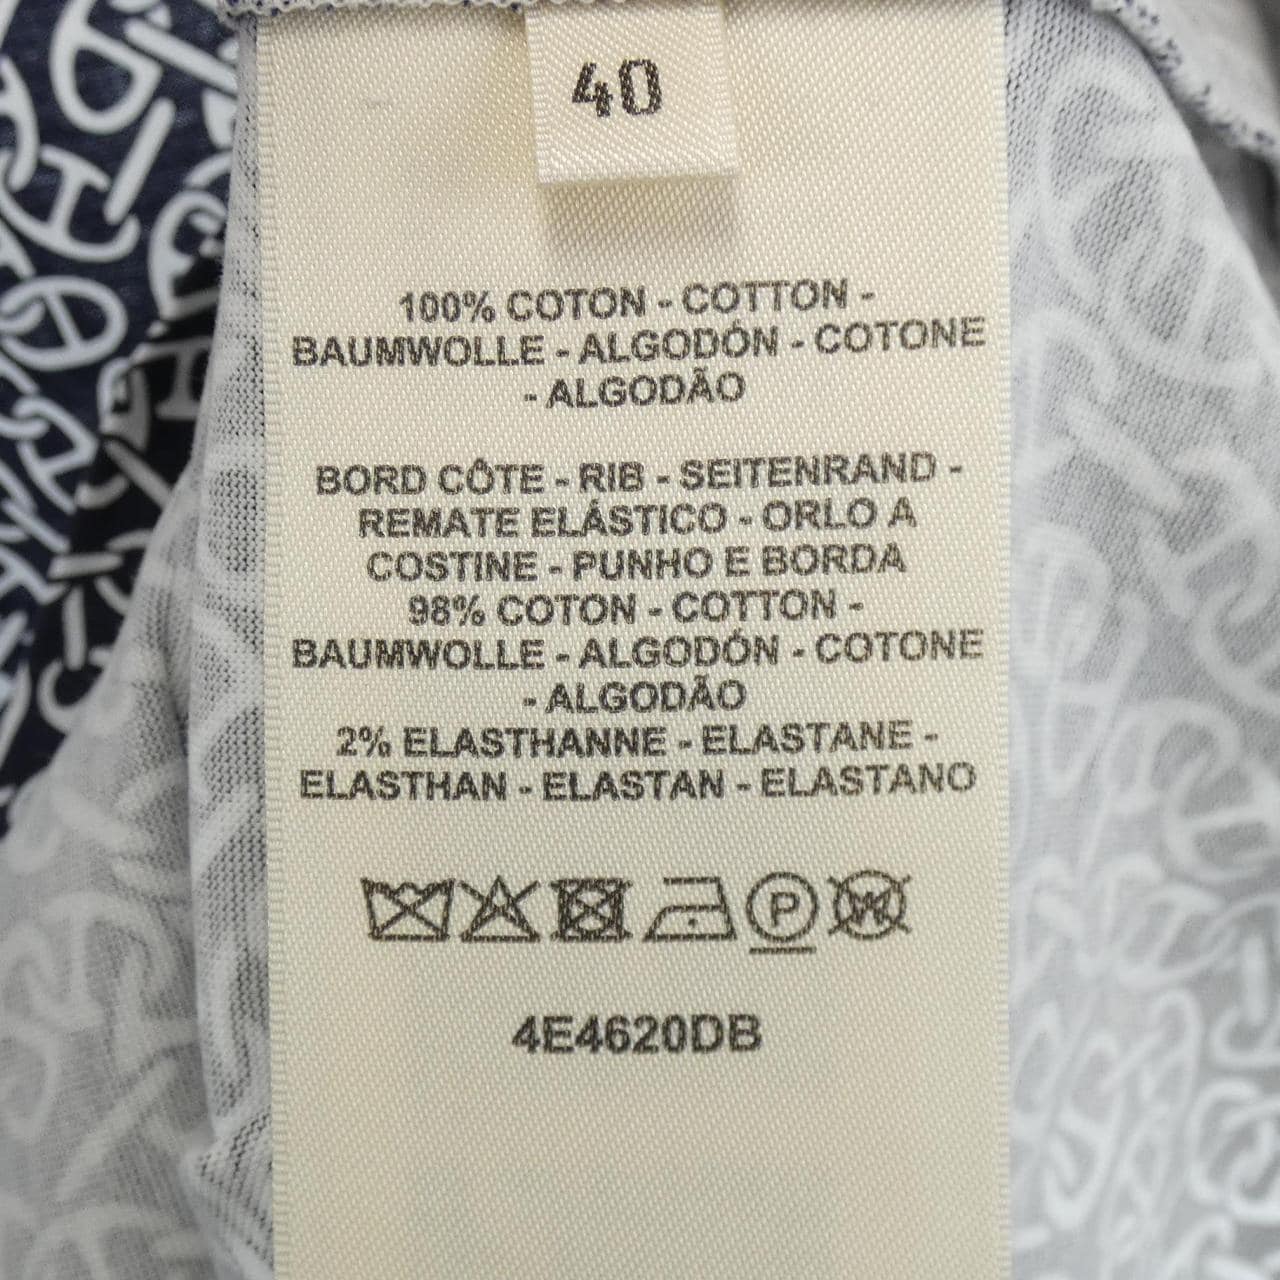 40
100% COTON - COTTON -
BAUMWOLLE - ALGODÓN - COTONE
- ALGODÃO
BORD CÔTE - RIB - SEITENRAND -
REMATE ELÁSTICO - ORLO A
COSTINE - PUNHO E BORDA
98% COTON - COTTON -
BAUMWOLLE - ALGODÓN - COTONE
- ALGODÃO
2% ELASTHANNE - ELASTANE -
ELASTHAN - ELASTAN - ELASTANO
P W
4E4620DB